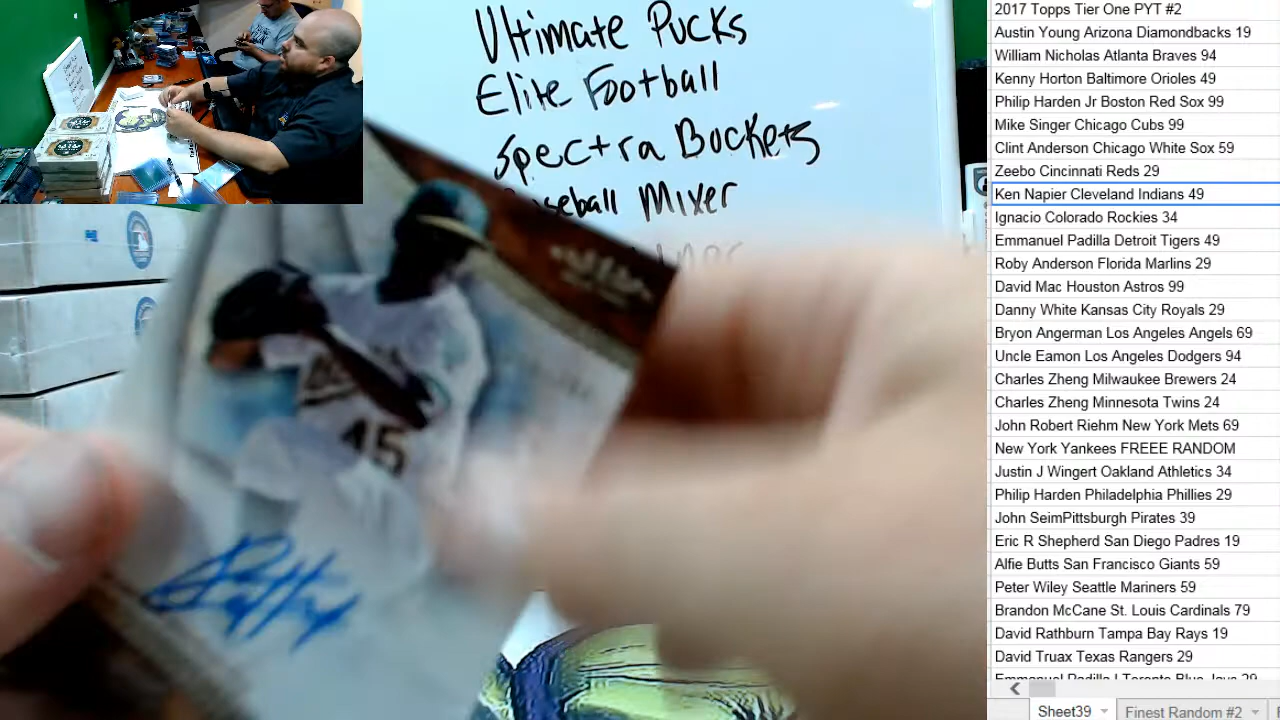 Ultimate Pucks
Elite Football
Spectra Bockets
Mixer
45
2017 Topps Tier One PYT #2
Austin Young Arizona Diamondbacks 19
William Nicholas Atlanta Braves 94
Kenny Horton Baltimore Orioles 49
Philip Harden Jr Boston Red Sox 99
Mike Singer Chicago Cubs 99
Clint Anderson Chicago White Sox 59
Zeebo Cincinnati Reds 29
Ken Napier Cleveland Indians 49
Ignacio Colorado Rockies 34
Emmanuel Padilla Detroit Tigers 49
Roby Anderson Florida Marlins 29
David Mac Houston Astros 99
Danny White Kansas City Royals 29
Bryon Angerman Los Angeles Angels 69
Uncle Eamon Los Angeles Dodgers 94
Charles Zheng Milwaukee Brewers 24
Charles Zheng Minnesota Twins 24
John Robert Riehm New York Mets 69
New York Yankees FREEE RANDOM
Justin J Wingert Oakland Athletics 34
Philip Harden Philadelphia Phillies 29
John SeimPittsburgh Pirates 39
Eric R Shepherd San Diego Padres 19
Alfie Butts San Francisco Giants 59
Peter Wiley Seattle Mariners 59
Brandon McCane St. Louis Cardinals 79
David Rathburn Tampa Bay Rays 19
David Truax Texas Rangers 29
Emmanuel Padilla I Toronto Blue Jays 29
Sheet39 Finest Random #2